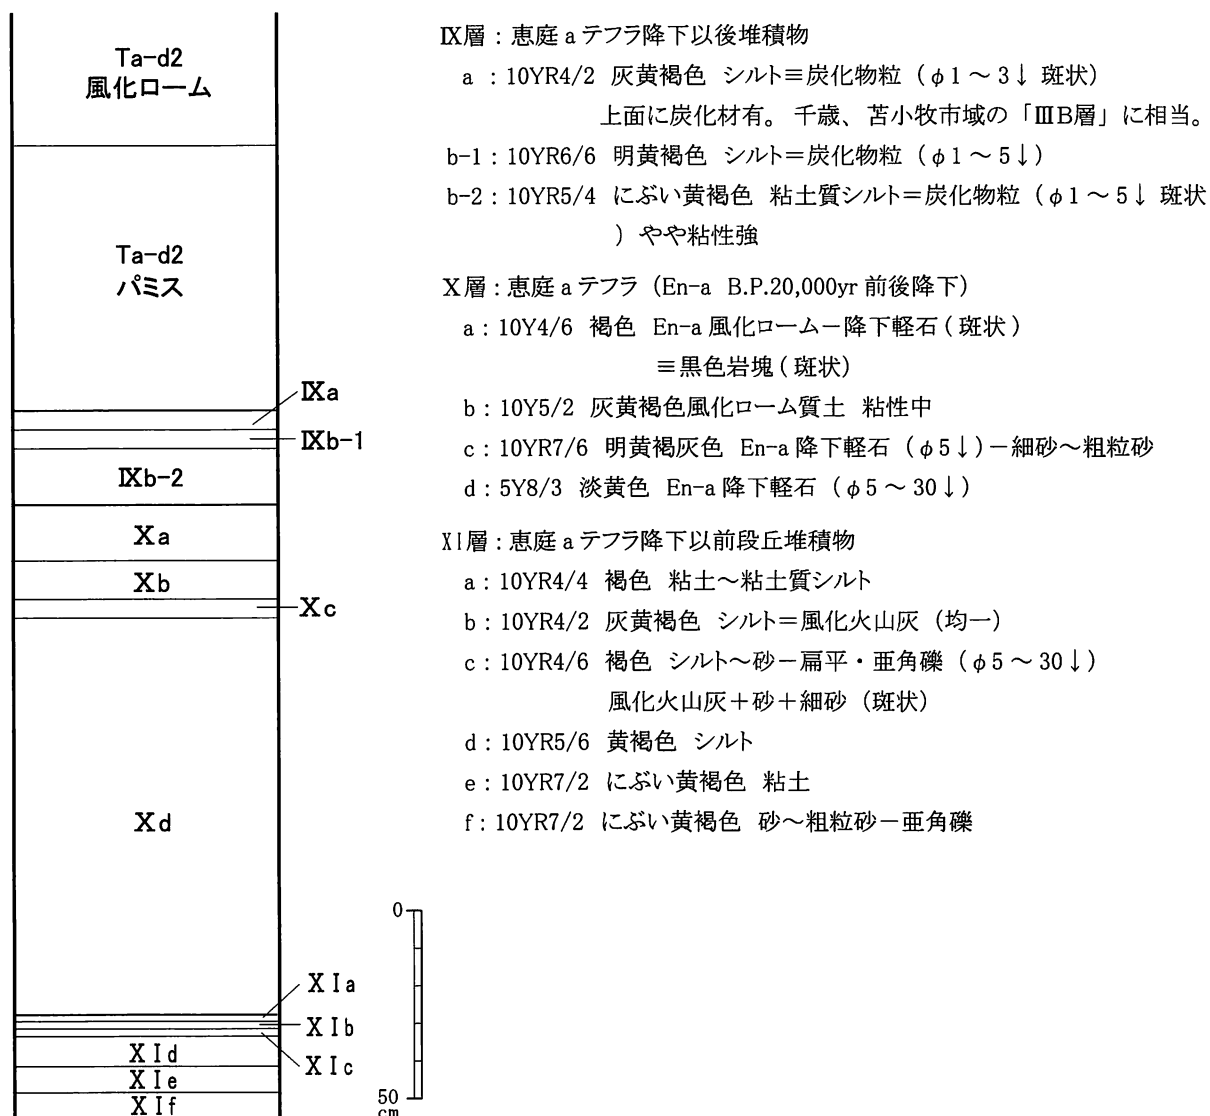 Ta-d2
風化ローム
Ta-d2
パミス
Ⅸa
Ⅸb-1
Ⅸb-2
Ⅹa
Ⅹb
Ⅹc
Ⅹd
ⅩⅠa
ⅩⅠb
ⅩⅠc
ⅩⅠd
ⅩⅠe
ⅩⅠf
0
50
cm
Ⅸ層：恵庭aテフラ降下以後堆積物
a ：10YR4/2 灰黄褐色 シルト≡炭化物粒（φ1～3↓ 斑状）
上面に炭化材有。千歳、苫小牧市域の「ⅢB層」に相当。
b-1：10YR6/6 明黄褐色 シルト＝炭化物粒（φ1～5↓）
b-2：10YR5/4 にぶい黄褐色 粘土質シルト＝炭化物粒（φ1～5↓ 斑状
）やや粘性強
Ⅹ層：恵庭aテフラ（En-a B.P.20,000yr前後降下）
a：10Y4/6 褐色 En-a風化ローム－降下軽石(斑状)
≡黒色岩塊(斑状)
b：10Y5/2 灰黄褐色風化ローム質土 粘性中
c：10YR7/6 明黄褐灰色 En-a降下軽石（φ5↓）－細砂～粗粒砂
d：5Y8/3 淡黄色 En-a降下軽石（φ5～30↓）
ⅩⅠ層：恵庭aテフラ降下以前段丘堆積物
a：10YR4/4 褐色 粘土～粘土質シルト
b：10YR4/2 灰黄褐色 シルト＝風化火山灰（均一）
c：10YR4/6 褐色 シルト～砂－扁平・亜角礫（φ5～30↓）
風化火山灰＋砂＋細砂（斑状）
d：10YR5/6 黄褐色 シルト
e：10YR7/2 にぶい黄褐色 粘土
f：10YR7/2 にぶい黄褐色 砂～粗粒砂－亜角礫